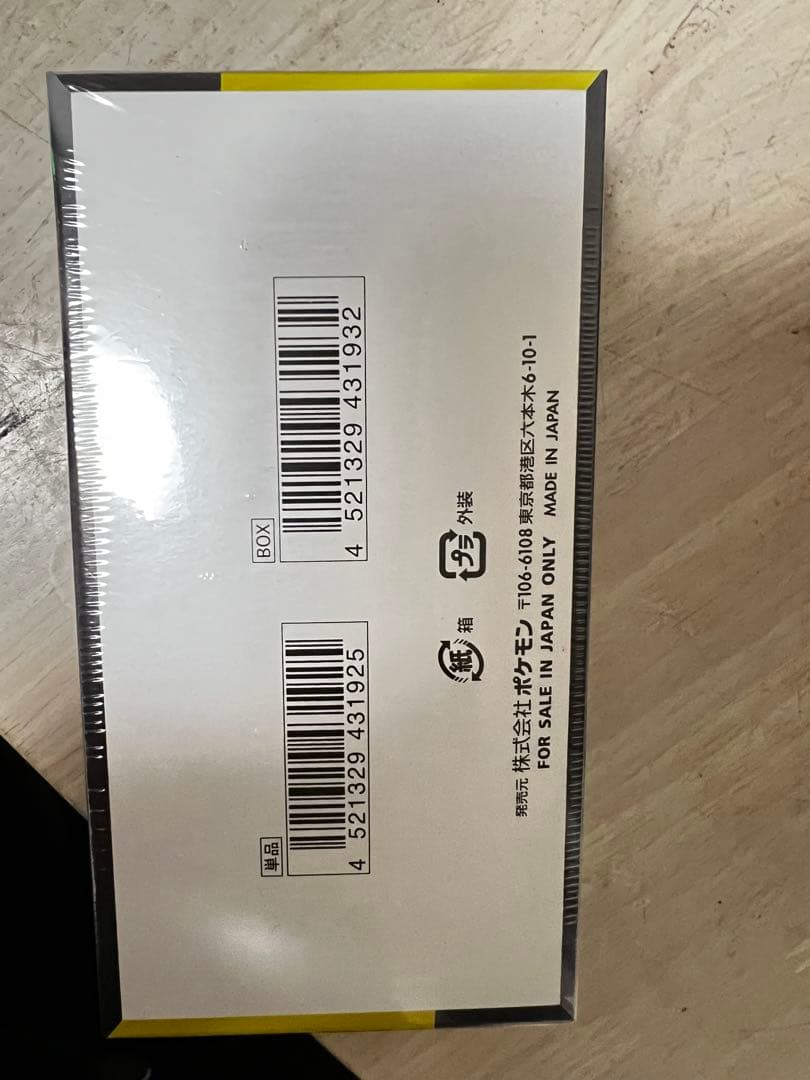 単品
4 521329 431925
BOX
4 521329 431932
紙 箱
プラ 外装
発売元 株式会社 ポケモン 〒106-6108 東京都港区六本木6-10-1
FOR SALE IN JAPAN ONLY MADE IN JAPAN